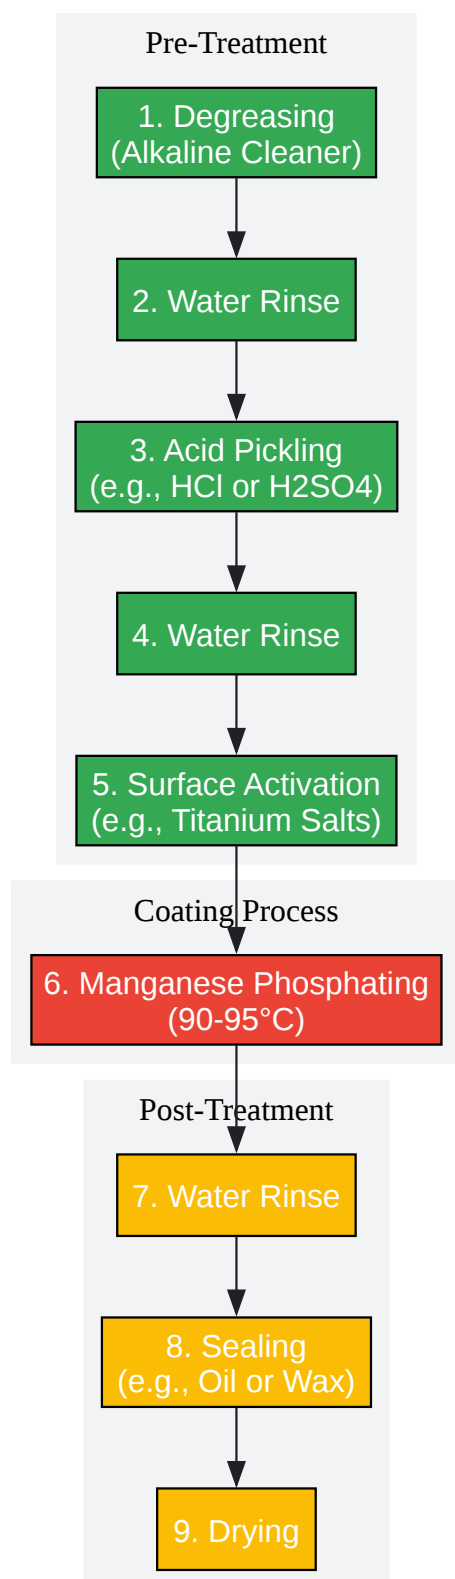 Pre-Treatment
1. Degreasing
(Alkaline Cleaner)
2. Water Rinse
3. Acid Pickling
(e.g., HCl or H2SO4)
4. Water Rinse
5. Surface Activation
(e.g., Titanium Salts)
Coating Process
6. Manganese Phosphating
(90-95°C)
Post-Treatment
7. Water Rinse
8. Sealing
(e.g., Oil or Wax)
9. Drying